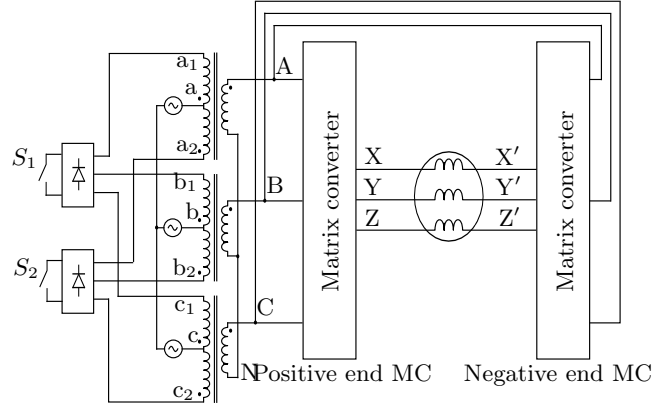 a1
A
a
a2
S1
X
X′
b1
B
Y
Y′
b
Z
Z′
b2
S2
c1
C
c
N
c2
Matrix converter
Matrix converter
Positive end MC
Negative end MC